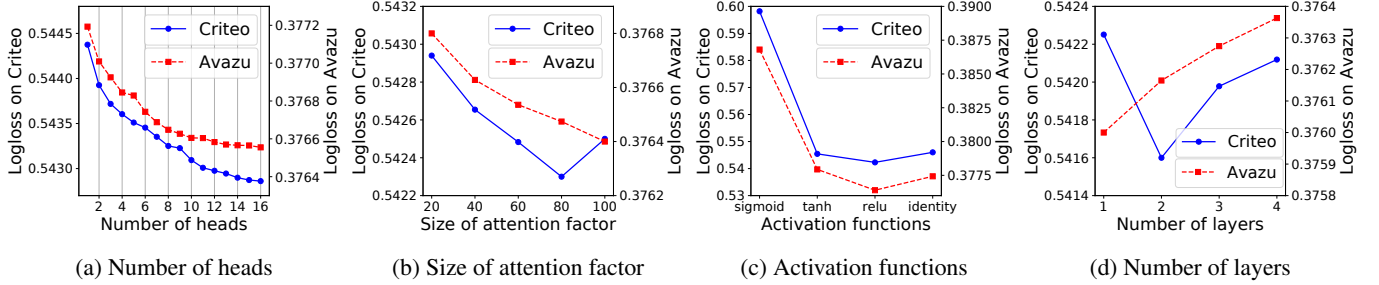 Logloss on Criteo
0.5445
0.5440
0.5435
0.5430
Criteo
Avazu
0.3772
0.3770
0.3768
0.3766
0.3764
Logloss on Avazu
2 4 6 8 10 12 14 16
Number of heads
(a) Number of heads
Logloss on Criteo
0.5432
0.5430
0.5428
0.5426
0.5424
0.5422
Criteo
Avazu
0.3768
0.3766
0.3764
0.3762
Logloss on Avazu
20 40 60 80 100
Size of attention factor
(b) Size of attention factor
Logloss on Criteo
0.60
0.59
0.58
0.57
0.56
0.55
0.54
0.53
Criteo
Avazu
0.3900
0.3875
0.3850
0.3825
0.3800
0.3775
Logloss on Avazu
sigmoid tanh relu identity
Activation functions
(c) Activation functions
Logloss on Criteo
0.5424
0.5422
0.5420
0.5418
0.5416
0.5414
Criteo
Avazu
0.3764
0.3763
0.3762
0.3761
0.3760
0.3759
0.3758
Logloss on Avazu
1 2 3 4
Number of layers
(d) Number of layers